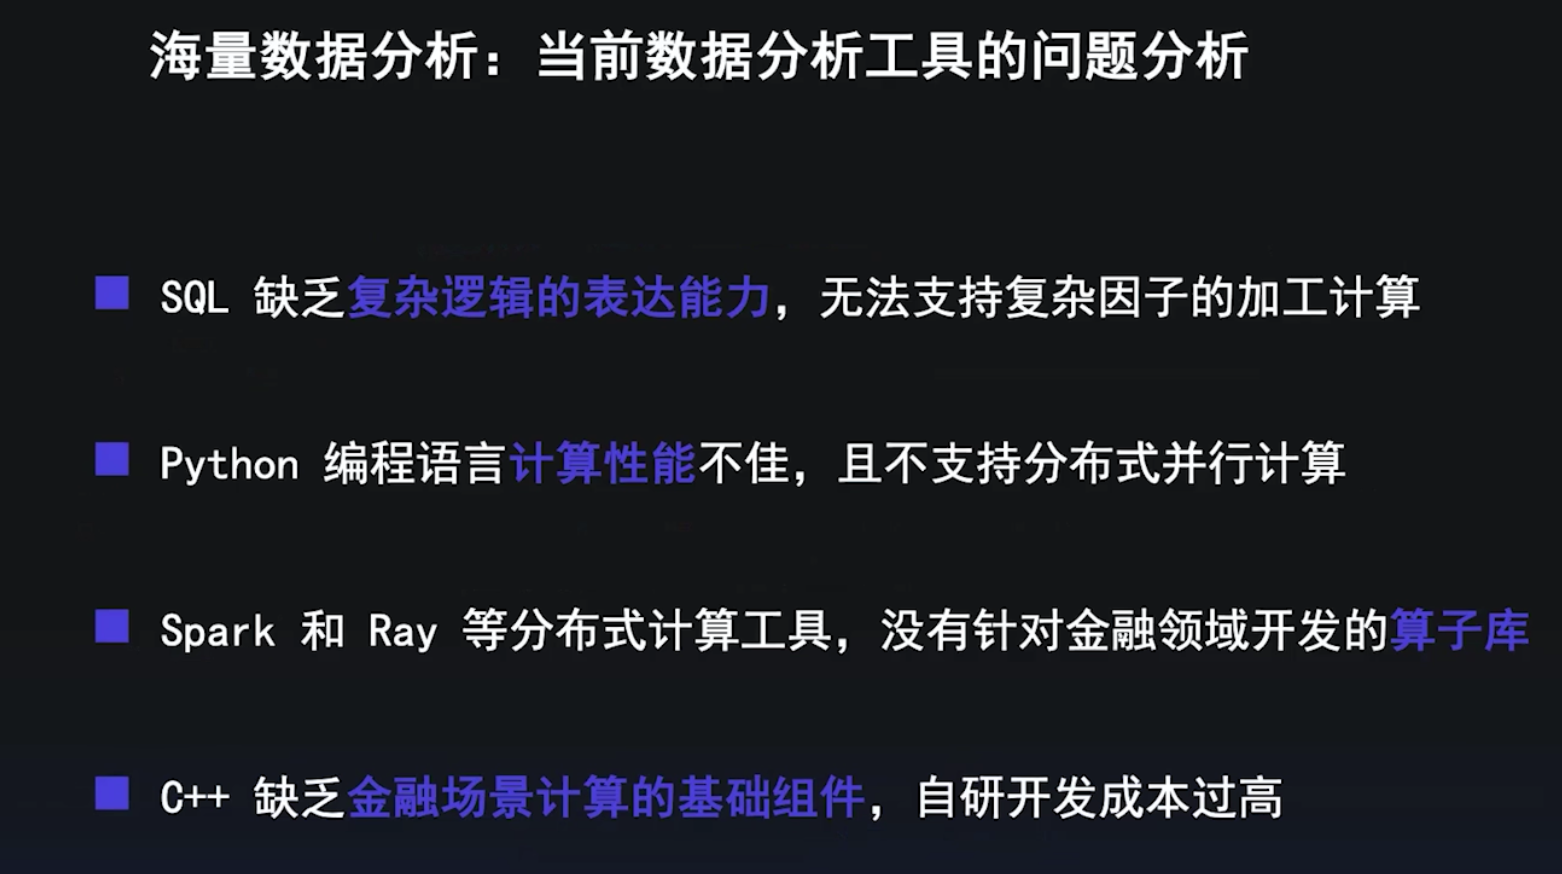 海量数据分析：当前数据分析工具的问题分析
SQL 缺乏复杂逻辑的表达能力，无法支持复杂因子的加工计算
Python 编程语言计算性能不佳，且不支持分布式并行计算
Spark 和 Ray 等分布式计算工具，没有针对金融领域开发的算子库
C++ 缺乏金融场景计算的基础组件，自研开发成本过高